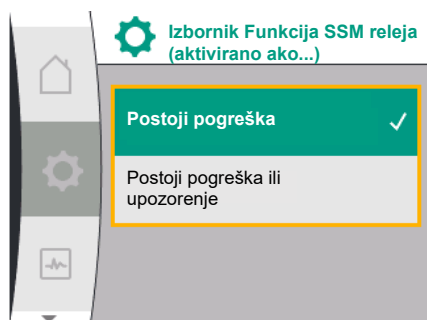 Izbornik Funkcija SSM releja
(aktivirano ako...)
Postoji pogreška
Postoji pogreška ili
upozorenje